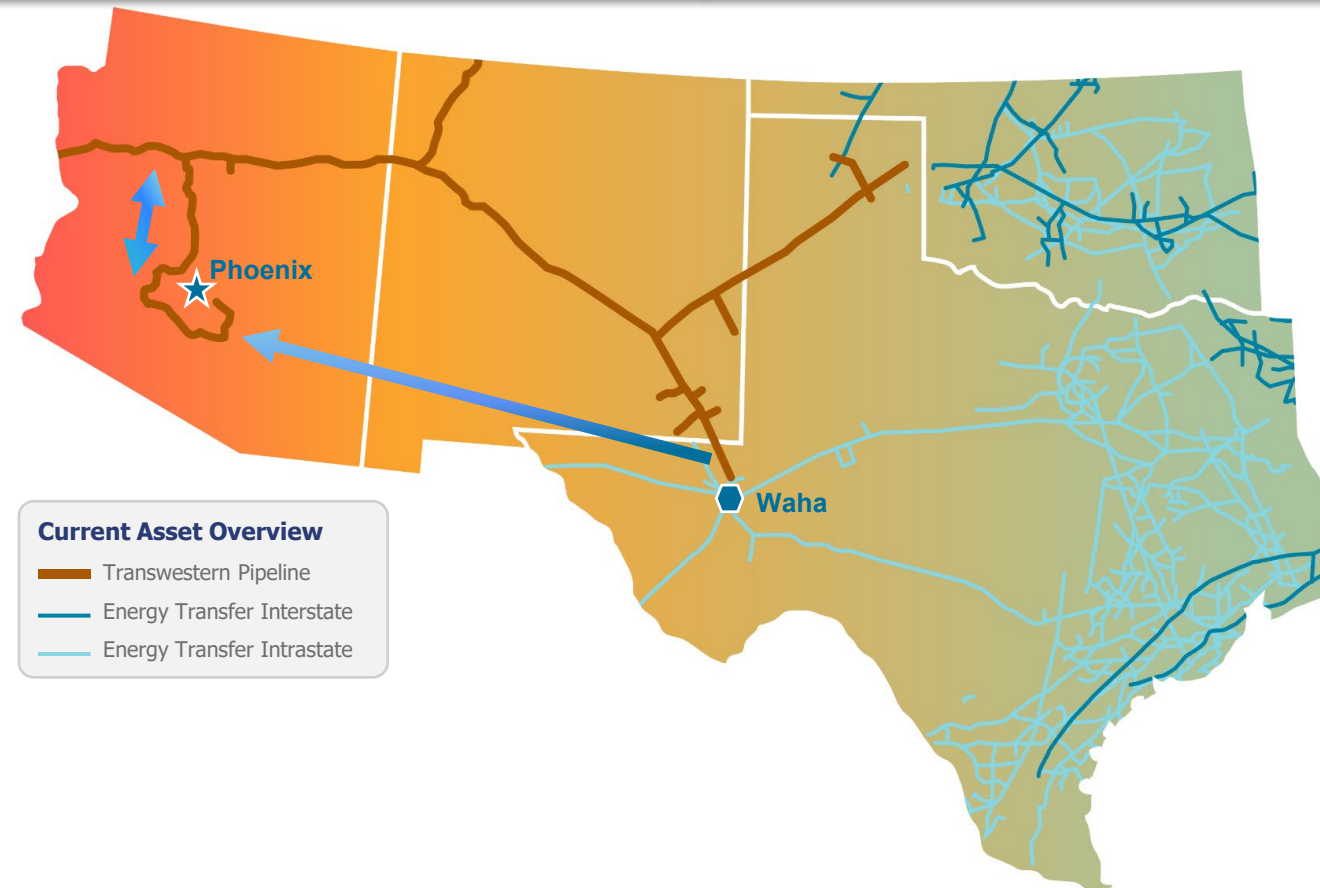 Phoenix
Waha
Current Asset Overview
Transwestern Pipeline
Energy Transfer Interstate
Energy Transfer Intrastate